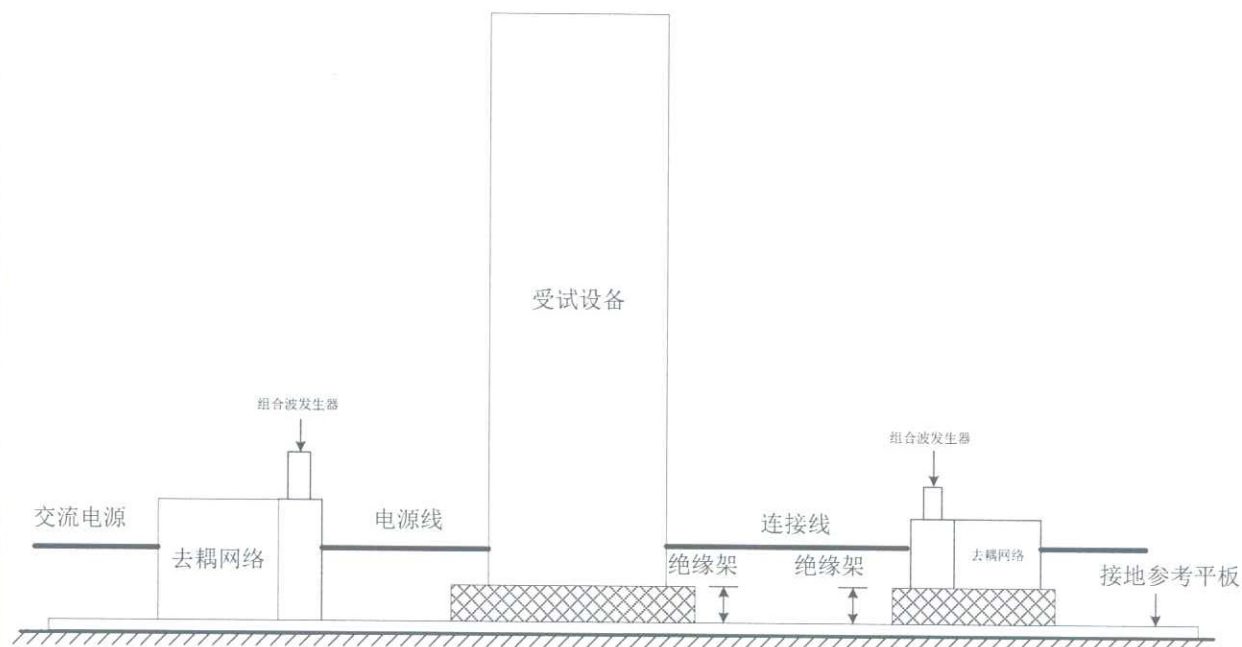 受试设备
组合波发生器
组合波发生器
交流电源
电源线
连接线
去耦网络
去耦网络
绝缘架
绝缘架
接地参考平板